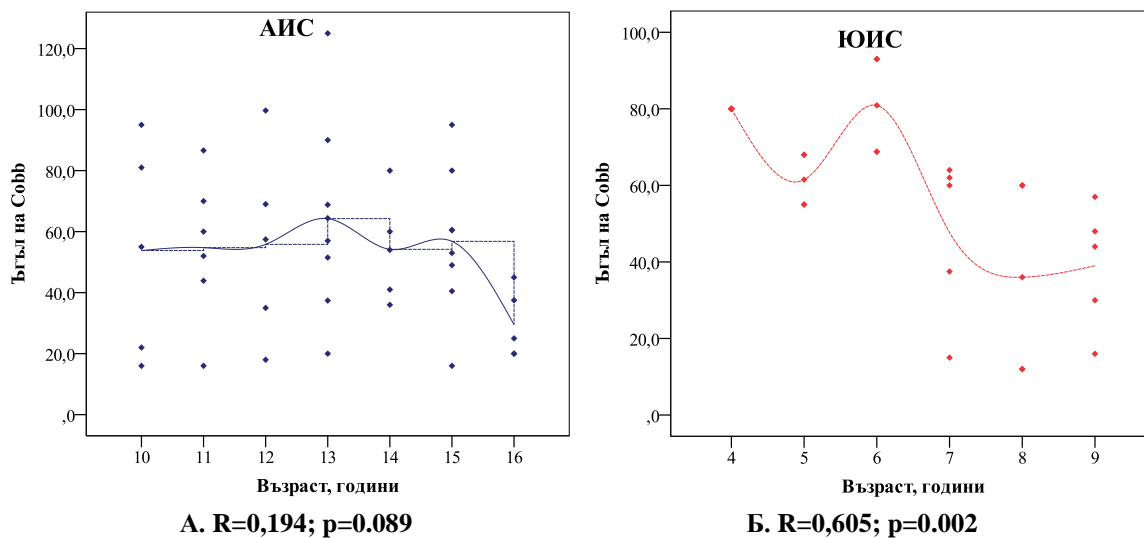 АИС
Ъгъл на Cobb
120,0
100,0
80,0
60,0
40,0
20,0
,0
10 11 12 13 14 15 16
Възраст, години
А. R=0,194; p=0.089
ЮИС
Ъгъл на Cobb
100,0
80,0
60,0
40,0
20,0
,0
4 5 6 7 8 9
Възраст, години
Б. R=0,605; p=0.002